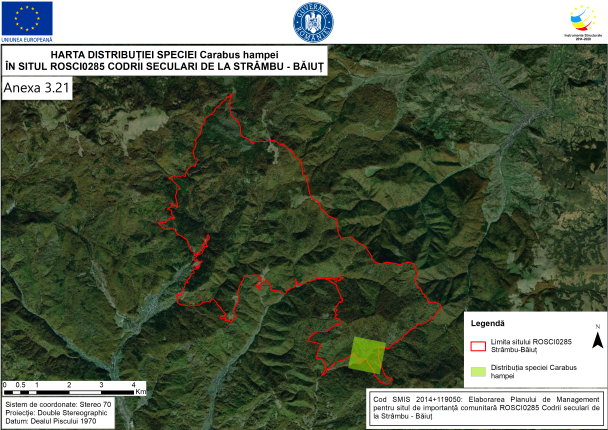 UNIUNEA EUROPEANĂ
GUVERNUL ROMÂNIEI
Instrumente Structurale
2014-2020
HARTA DISTRIBUȚIEI SPECIEI Carabus hampei
ÎN SITUL ROSCI0285 CODRII SECULARI DE LA STRÂMBU - BĂIUȚ
Anexa 3.21
Legendă
Limita sitului ROSCI0285
Strâmbu-Băiuț
Distribuția speciei Carabus
hampei
N
0 0.5 1 2 3 4
Km
Sistem de coordonate: Stereo 70
Proiecție: Double Stereographic
Datum: Dealul Piscului 1970
Cod SMIS 2014+119050: Elaborarea Planului de Management
pentru situl de importanță comunitară ROSCI0285 Codrii seculari de
la Strâmbu - Băiuț